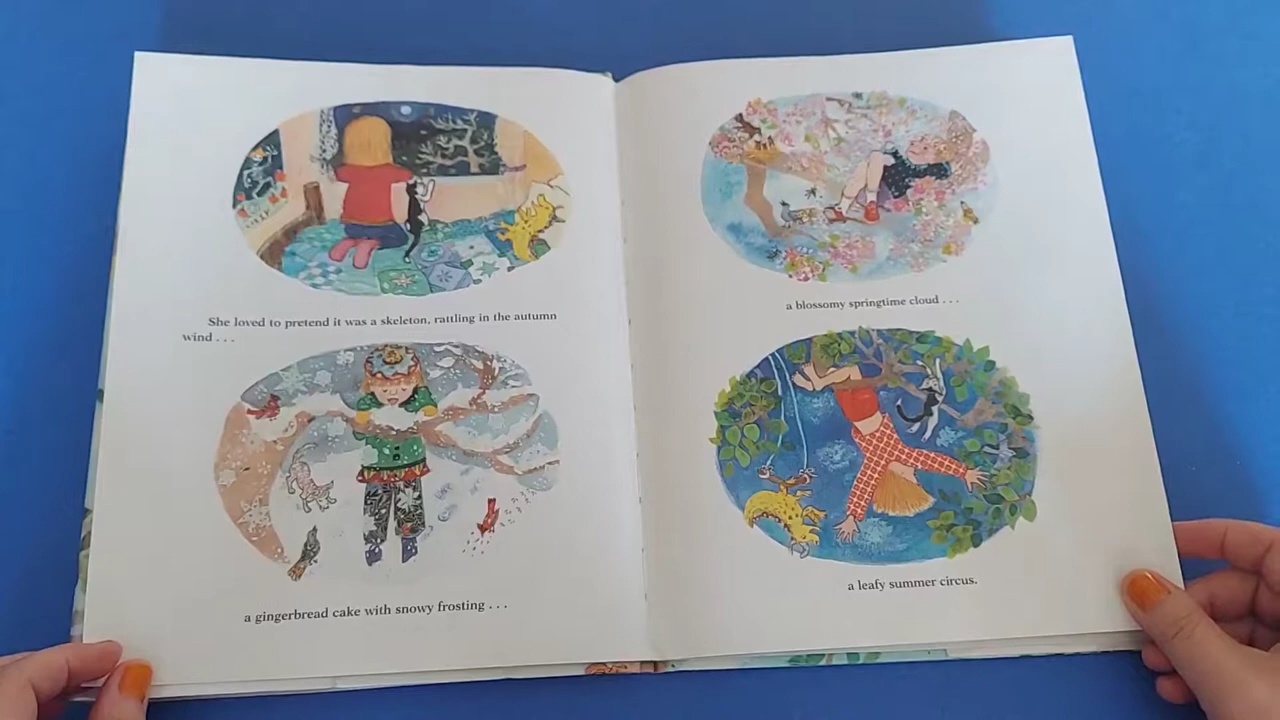 She loved to pretend it was a skeleton, rattling in the autumn
wind . . .
a gingerbread cake with snowy frosting . . .
a blossomy springtime cloud . . .
a leafy summer circus.